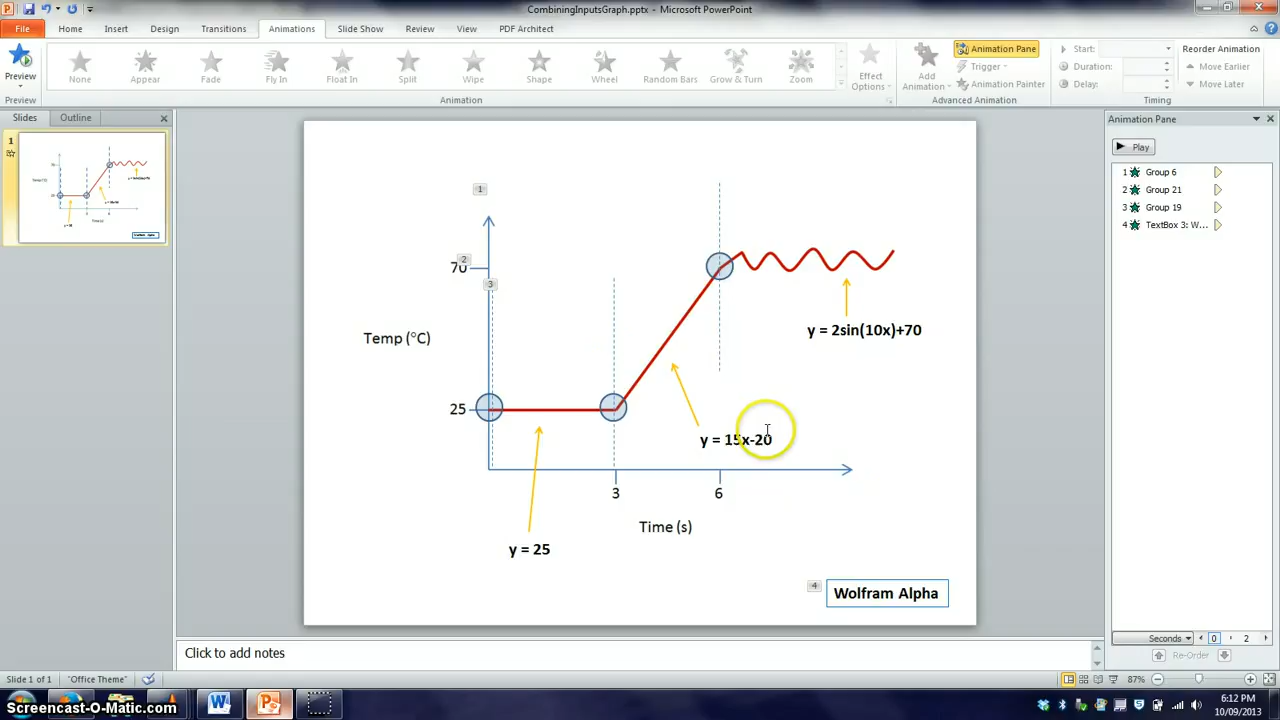 CombiningInputsGraph.pptx - Microsoft PowerPoint
File Home Insert Design Transitions Animations Slide Show Review View PDF Architect
Preview
None Appear Fade Fly In Float In Split Wipe Shape Wheel Random Bars Grow & Turn Zoom
Effect Options
Add Animation
Animation Pane
Trigger
Animation Painter
Start:
Duration:
Delay:
Reorder Animation
Move Earlier
Move Later
Preview Animation Advanced Animation Timing
Slides Outline
1
Animation Pane
Play
1 Group 6
2 Group 21
3 Group 19
4 TextBox 3: W...
1
2
70
3
Temp (°C)
y = 2sin(10x)+70
25
y = 15x-20
3 6
Time (s)
y = 25
4
Wolfram Alpha
Seconds 0 2
Re-Order
Click to add notes
Slide 1 of 1 "Office Theme" 87%
Screencast-O-Matic.com
6:12 PM
10/09/2013